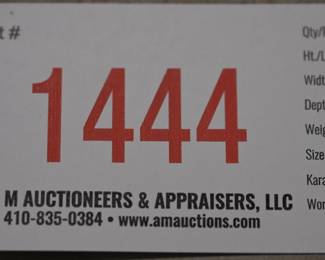 #
1444
M AUCTIONEERS & APPRAISERS, LLC
410-835-0384 • www.amauctions.com
Qty/
Ht./L
Widt
Dept
Weig
Size
Kara
Wor